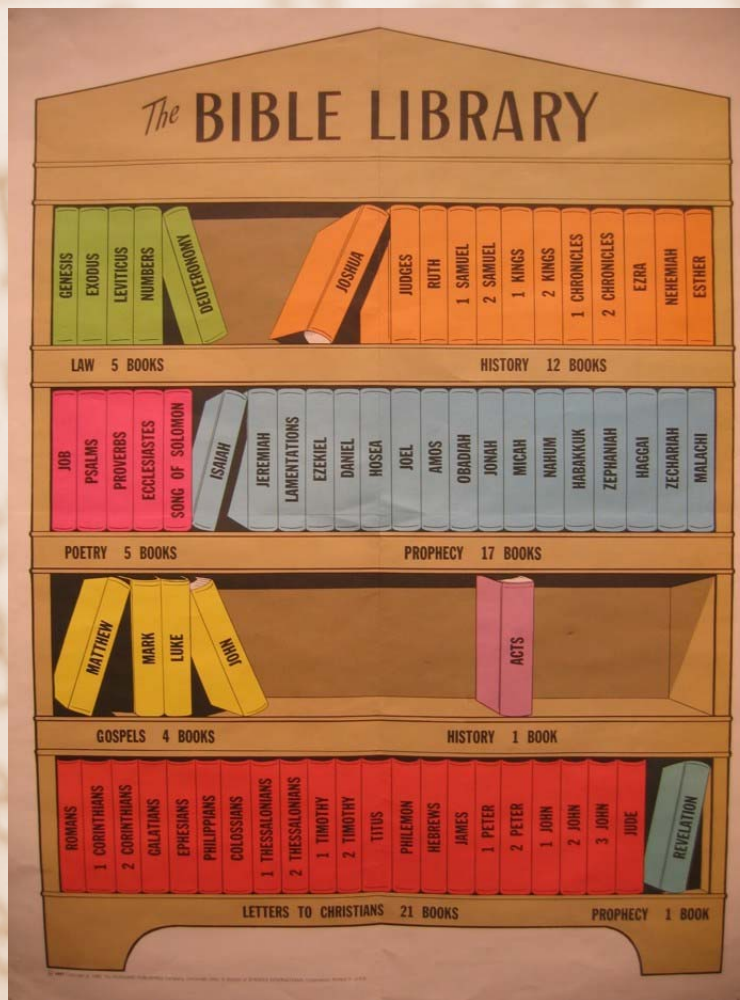 The BIBLE LIBRARY
GENESIS
EXODUS
LEVITICUS
NUMBERS
DEUTERONOMY
JOSHUA
JUDGES
RUTH
1 SAMUEL
2 SAMUEL
1 KINGS
2 KINGS
1 CHRONICLES
2 CHRONICLES
EZRA
NEHEMIAH
ESTHER
LAW 5 BOOKS
HISTORY 12 BOOKS
JOB
PSALMS
PROVERBS
ECCLESIASTES
SONG OF SOLOMON
ISAIAH
JEREMIAH
LAMENTATIONS
EZEKIEL
DANIEL
HOSEA
JOEL
AMOS
OBADIAH
JONAH
MICAH
NAHUM
HABAKKUK
ZEPHANIAH
HAGGAI
ZECHARIAH
MALACHI
POETRY 5 BOOKS
PROPHECY 17 BOOKS
MATTHEW
MARK
LUKE
JOHN
ACTS
GOSPELS 4 BOOKS
HISTORY 1 BOOK
ROMANS
1 CORINTHIANS
2 CORINTHIANS
GALATIANS
EPHESIANS
PHILIPPIANS
COLOSSIANS
1 THESSALONIANS
2 THESSALONIANS
1 TIMOTHY
2 TIMOTHY
TITUS
PHILEMON
HEBREWS
JAMES
1 PETER
2 PETER
1 JOHN
2 JOHN
3 JOHN
JUDE
REVELATION
LETTERS TO CHRISTIANS 21 BOOKS
PROPHECY 1 BOOK